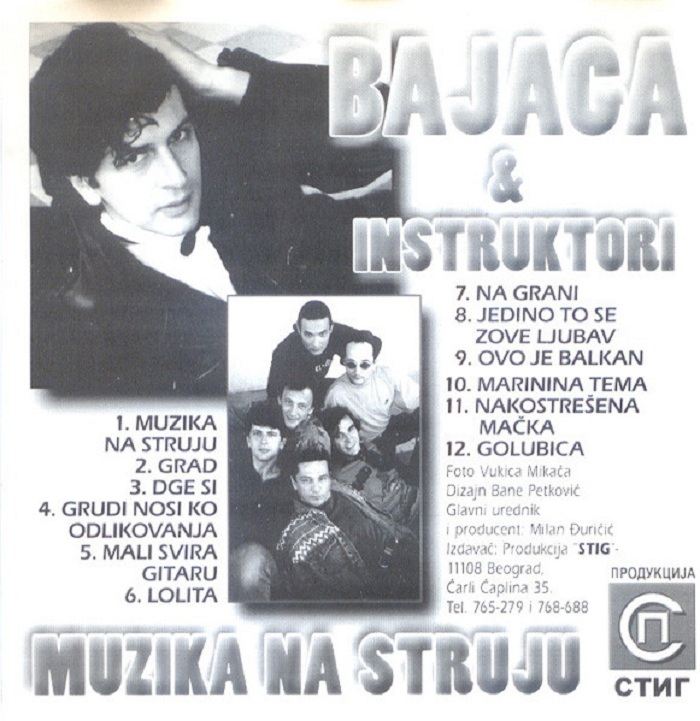 BAJAGA
&
INSTRUKTORI
7. NA GRANI
8. JEDINO TO SE
ZOVE LJUBAV
9. OVO JE BALKAN
10. MARININA TEMA
11. NAKOSTREŠENA
MAČKA
12. GOLUBICA
1. MUZIKA
NA STRUJU
2. GRAD
3. DGE SI
4. GRUDI NOSI KO
ODLIKOVANJA
5. MALI SVIRA
GITARU
6. LOLITA
Foto Vukica Mikača
Dizajn Bane Petković
Glavni urednik
i producent: Milan Đuričić
Izdavač: Produkcija "STIG"-
11108 Beograd,
Čarli Čaplina 35.
Tel. 765-279 i 768-688
ПРОДУКЦИЈА
СП
СТИГ
MUZIKA NA STRUJU